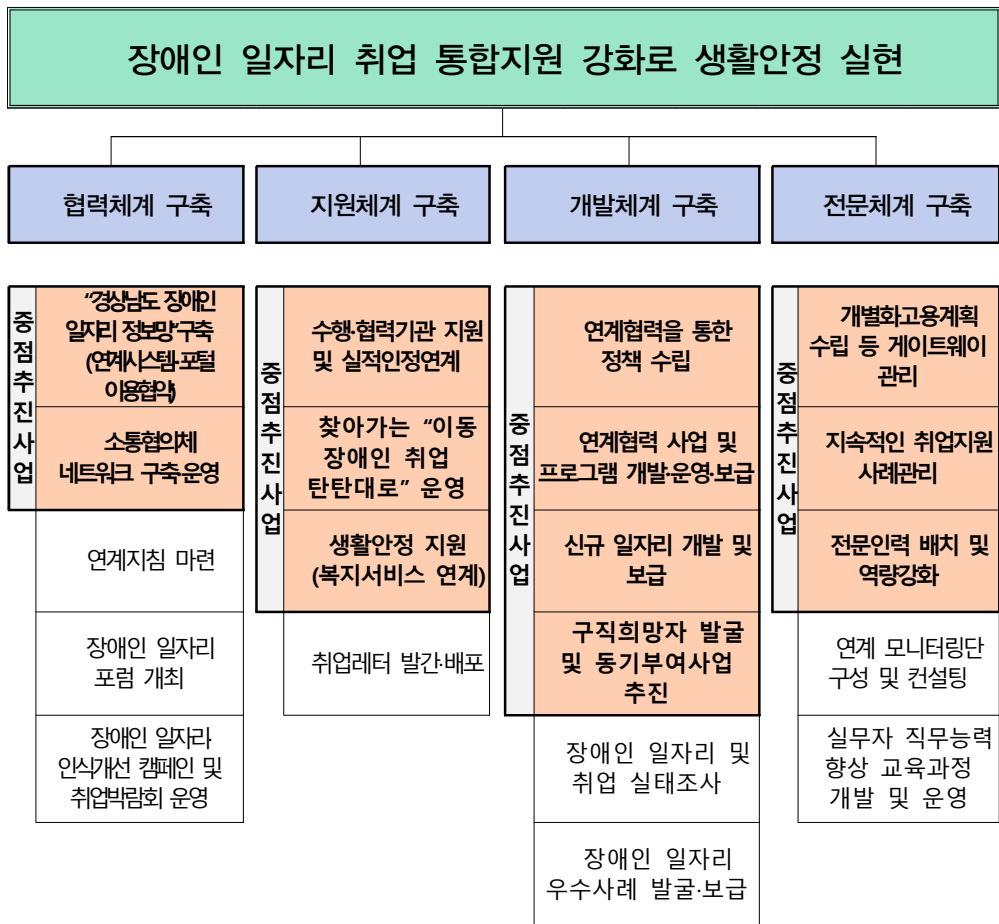 장애인 일자리 취업 통합지원 강화로 생활안정 실현
협력체계 구축
지원체계 구축
개발체계 구축
전문체계 구축
중점추진사업
"경상남도 장애인
일자리 정보망"구축
(연계시스템·포털
이용협약)
소통협의체
네트워크 구축·운영
연계지침 마련
장애인 일자리
포럼 개최
장애인 일자리·
인식개선 캠페인 및
취업박람회 운영
중점추진사업
수행·협력기관 지원
및 실적인정연계
찾아가는 "이동
장애인 취업
탄탄대로" 운영
생활안정 지원
(복지서비스 연계)
취업레터 발간·배포
중점추진사업
연계협력을 통한
정책 수립
연계협력 사업 및
프로그램 개발·운영·보급
신규 일자리 개발 및
보급
구직희망자 발굴
및 동기부여사업
추진
장애인 일자리 및
취업 실태조사
장애인 일자리
우수사례 발굴·보급
중점추진사업
개별화고용계획
수립 등 게이트웨이
관리
지속적인 취업지원
사례관리
전문인력 배치 및
역량강화
연계 모니터링단
구성 및 컨설팅
실무자 직무능력
향상 교육과정
개발 및 운영